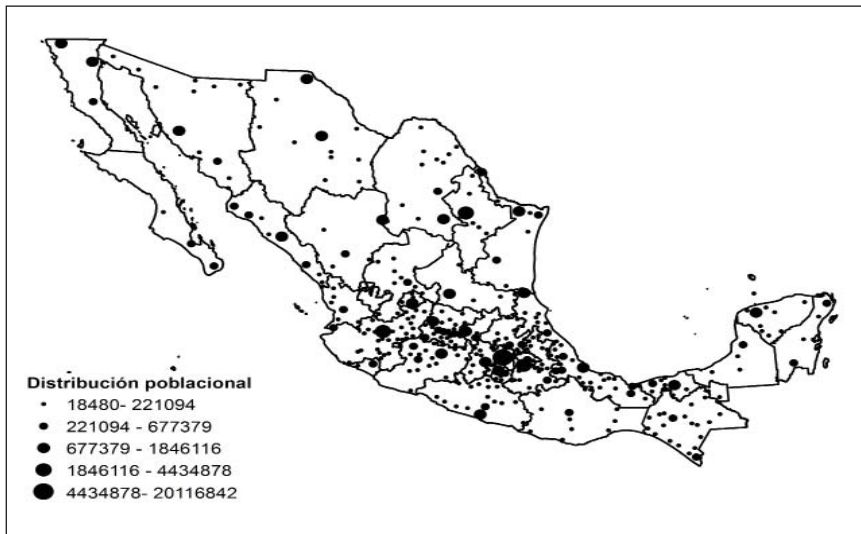 Distribución poblacional
18480- 221094
221094 - 677379
677379 - 1846116
1846116 - 4434878
4434878- 20116842